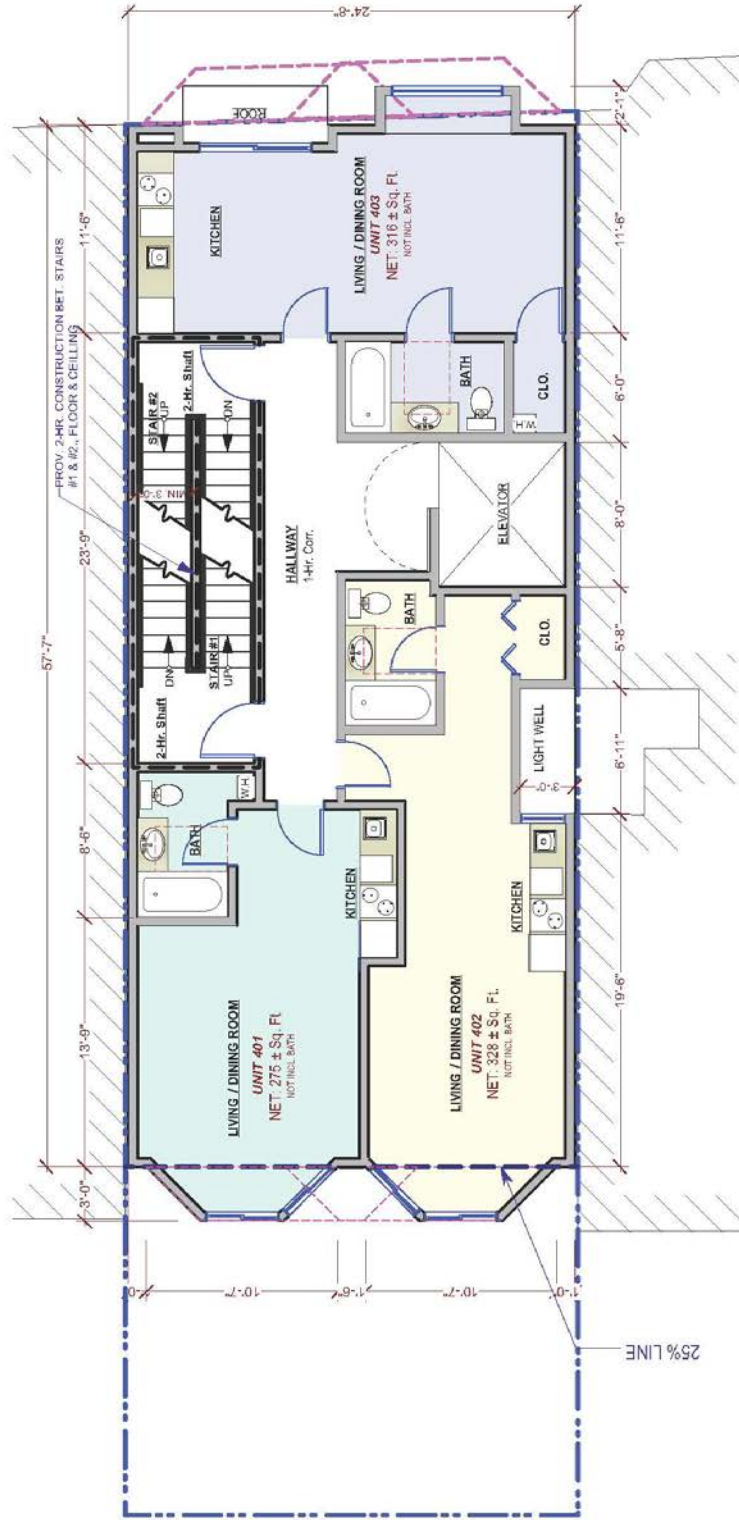 57'-7"
3'-0"
13'-9"
8'-6"
23'-9"
11'-6"
24'-8"
PROV. 2-HR. CONSTRUCTION BET. STAIRS
#1 & #2., FLOOR & CEILLING
2-Hr. Shaft
DN
STAIR #1
UP
STAIR #2
UP
2-Hr. Shaft
DN
MIN. 3'-0"
HALLWAY
1-Hr. Corr.
BATH
W.H.
KITCHEN
LIVING / DINING ROOM
UNIT 401
NET: 275 ± Sq. Ft.
NOT INCL. BATH
LIVING / DINING ROOM
UNIT 402
NET: 328 ± Sq. Ft.
NOT INCL. BATH
KITCHEN
BATH
CLO.
LIGHT WELL
3'-0"
ELEVATOR
BATH
W.H.
CLO.
KITCHEN
LIVING / DINING ROOM
UNIT 403
NET: 316 ± Sq. Ft.
NOT INCL. BATH
ROOF
10'-7"
1'-6"
10'-7"
1'-0"
19'-6"
6'-11"
5'-8"
8'-0"
6'-0"
11'-6"
2'-1"
25% LINE